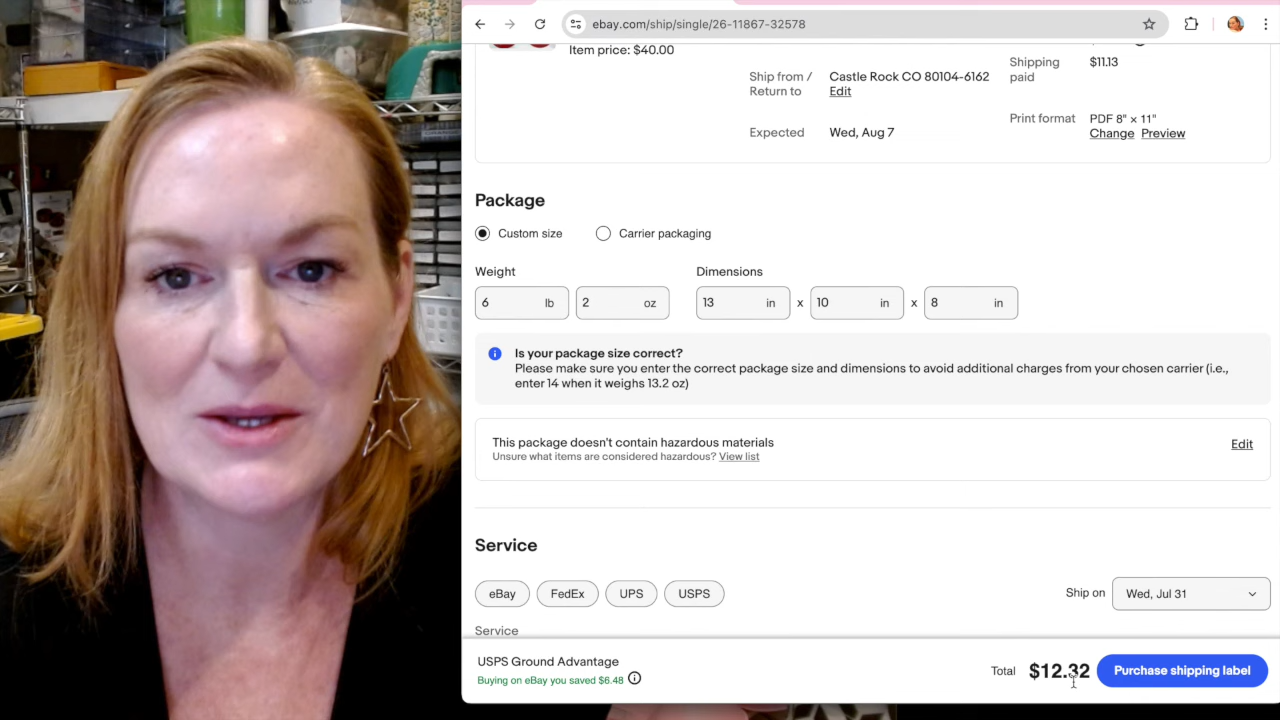 ebay.com/ship/single/26-11867-32578
Item price: $40.00
Ship from /
Return to
Castle Rock CO 80104-6162
Edit
Shipping
paid
$11.13
Expected
Wed, Aug 7
Print format
PDF 8" × 11"
Change Preview
Package
Custom size
Carrier packaging
Weight
Dimensions
6 lb 2 oz 13 in x 10 in x 8 in
Is your package size correct?
Please make sure you enter the correct package size and dimensions to avoid additional charges from your chosen carrier (i.e.,
enter 14 when it weighs 13.2 oz)
This package doesn't contain hazardous materials
Unsure what items are considered hazardous? View list
Edit
Service
eBay FedEx UPS USPS
Ship on
Wed, Jul 31
Service
USPS Ground Advantage
Buying on eBay you saved $6.48
Total $12.32
Purchase shipping label